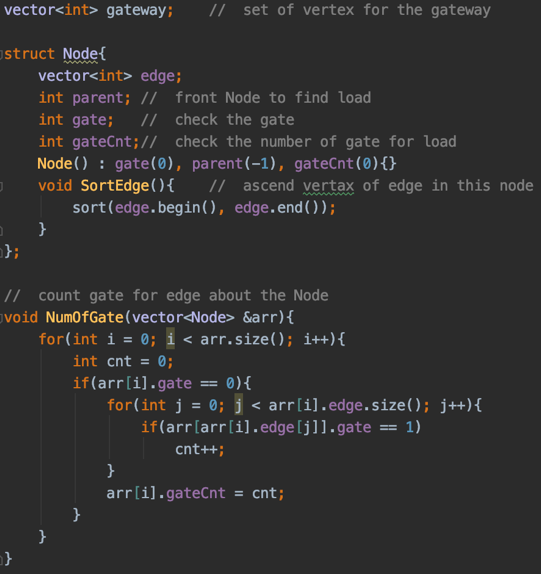 vector<int> gateway;    //  set of vertex for the gateway
struct Node{
    vector<int> edge;
    int parent; //  front Node to find load
    int gate;   //  check the gate
    int gateCnt;//  check the number of gate for load
    Node() : gate(0), parent(-1), gateCnt(0){}
    void SortEdge(){    //  ascend vertax of edge in this node
        sort(edge.begin(), edge.end());
    }
};
//  count gate for edge about the Node
void NumOfGate(vector<Node> &arr){
    for(int i = 0; i < arr.size(); i++){
        int cnt = 0;
        if(arr[i].gate == 0){
            for(int j = 0; j < arr[i].edge.size(); j++){
                if(arr[arr[i].edge[j]].gate == 1)
                    cnt++;
            }
            arr[i].gateCnt = cnt;
        }
    }
}